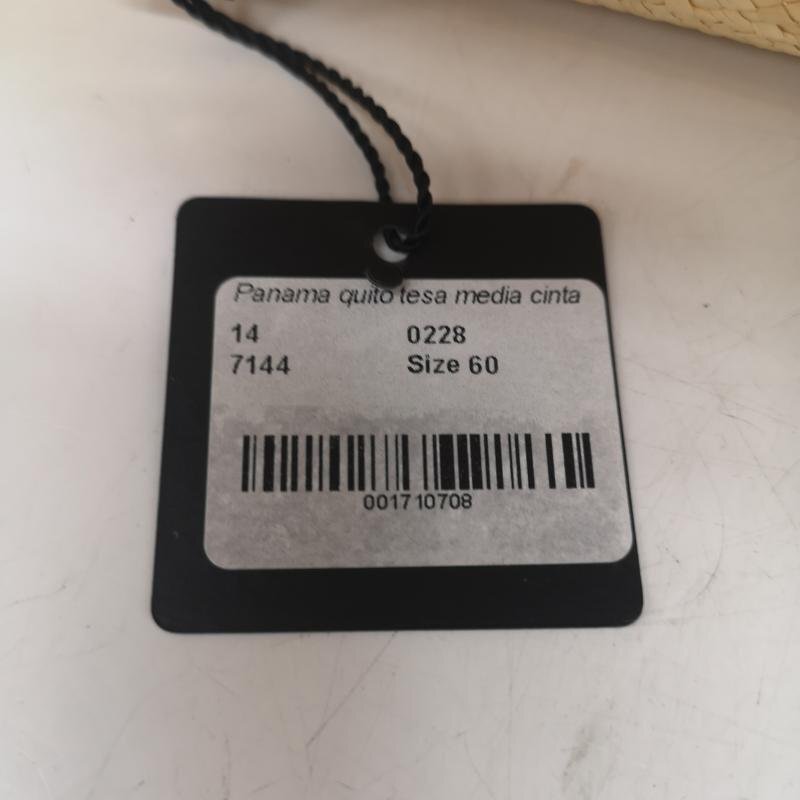 Panama quito tesa media cinta
14 0228
7144 Size 60
001710708